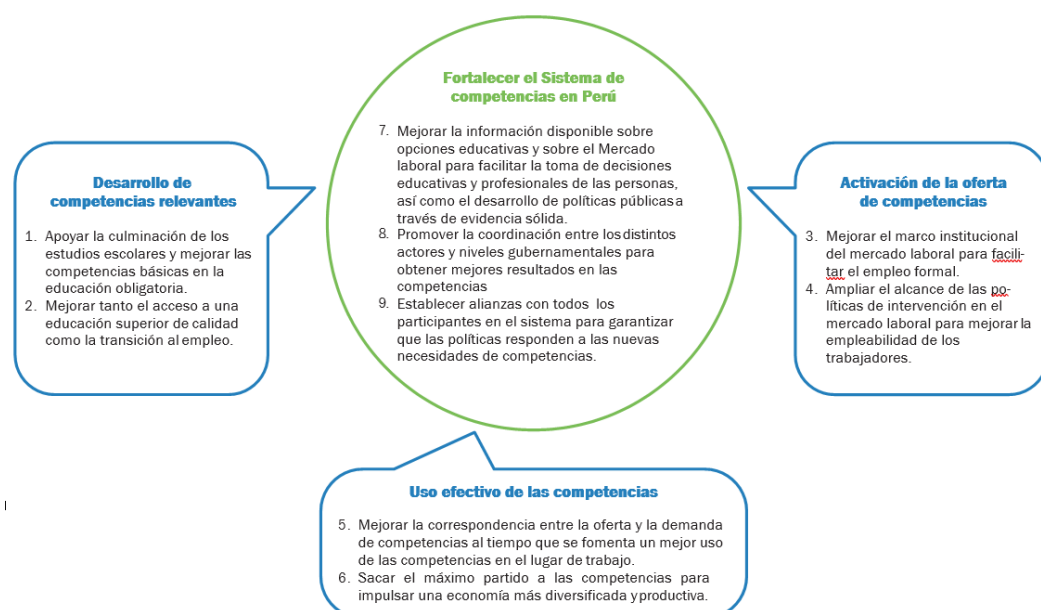 Fortalecer el Sistema de
competencias en Perú
7. Mejorar la información disponible sobre
opciones educativas y sobre el Mercado
laboral para facilitar la toma de decisiones
educativas y profesionales de las personas,
así como el desarrollo de políticas públicas a
través de evidencia sólida.
8. Promover la coordinación entre los distintos
actores y niveles gubernamentales para
obtener mejores resultados en las
competencias
9. Establecer alianzas con todos los
participantes en el sistema para garantizar
que las políticas responden a las nuevas
necesidades de competencias.
Desarrollo de
competencias relevantes
1. Apoyar la culminación de los
estudios escolares y mejorar las
competencias básicas en la
educación obligatoria.
2. Mejorar tanto el acceso a una
educación superior de calidad
como la transición al empleo.
Activación de la oferta
de competencias
3. Mejorar el marco institucional
del mercado laboral para facili-
tar el empleo formal.
4. Ampliar el alcance de las po-
líticas de intervención en el
mercado laboral para mejorar la
empleabilidad de los
trabajadores.
Uso efectivo de las competencias
5. Mejorar la correspondencia entre la oferta y la demanda
de competencias al tiempo que se fomenta un mejor uso
de las competencias en el lugar de trabajo.
6. Sacar el máximo partido a las competencias para
impulsar una economía más diversificada y productiva.